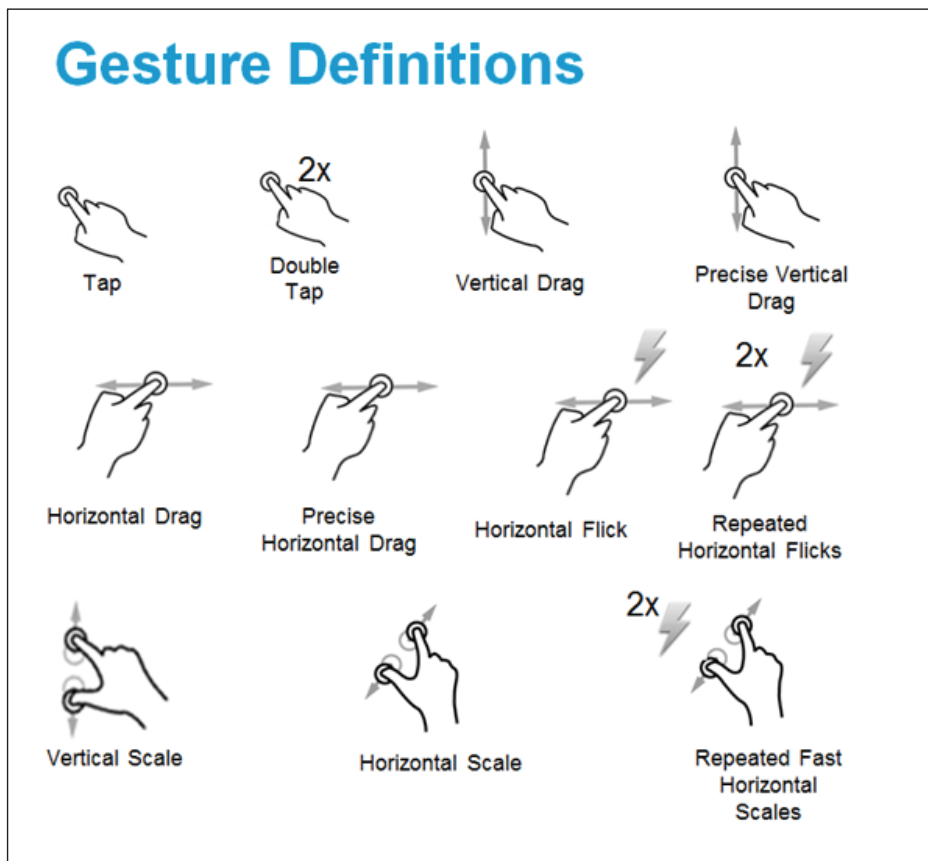 Gesture Definitions
2x
Tap
Double
Tap
Vertical Drag
Precise Vertical
Drag
2x
Horizontal Drag
Precise
Horizontal Drag
Horizontal Flick
Repeated
Horizontal Flicks
2x
Vertical Scale
Horizontal Scale
Repeated Fast
Horizontal
Scales